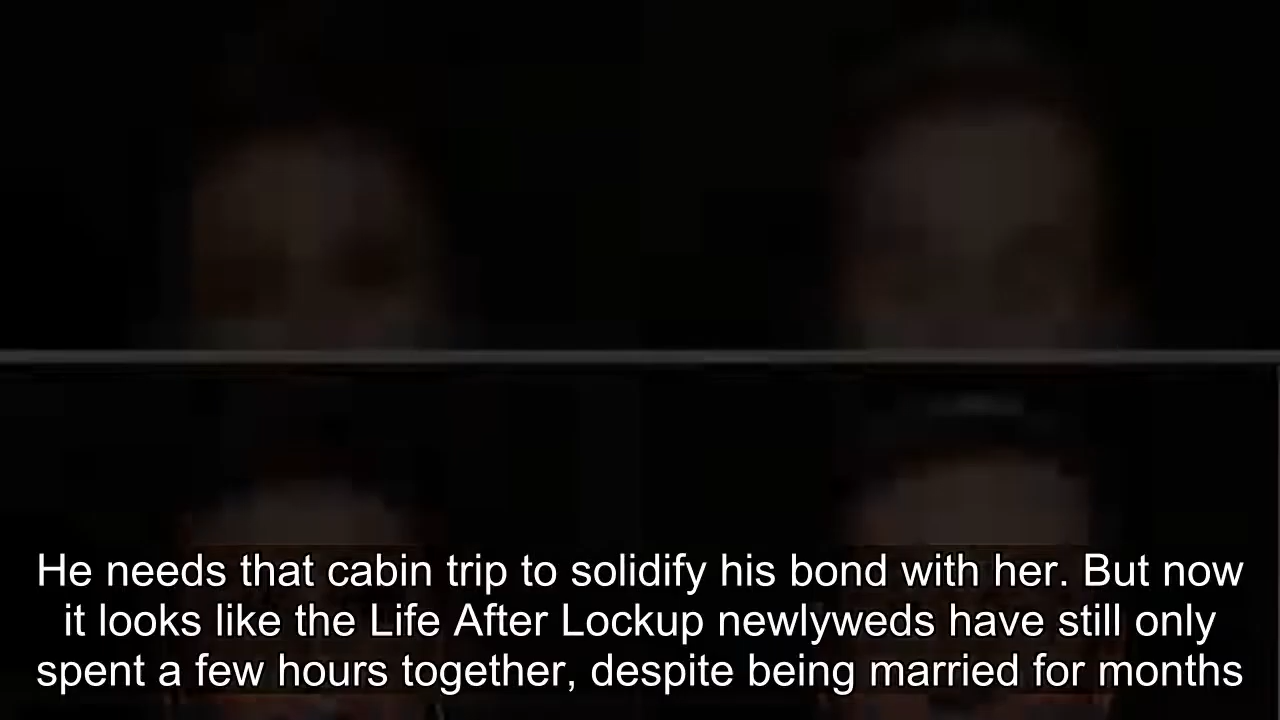 He needs that cabin trip to solidify his bond with her. But now
it looks like the Life After Lockup newlyweds have still only
spent a few hours together, despite being married for months